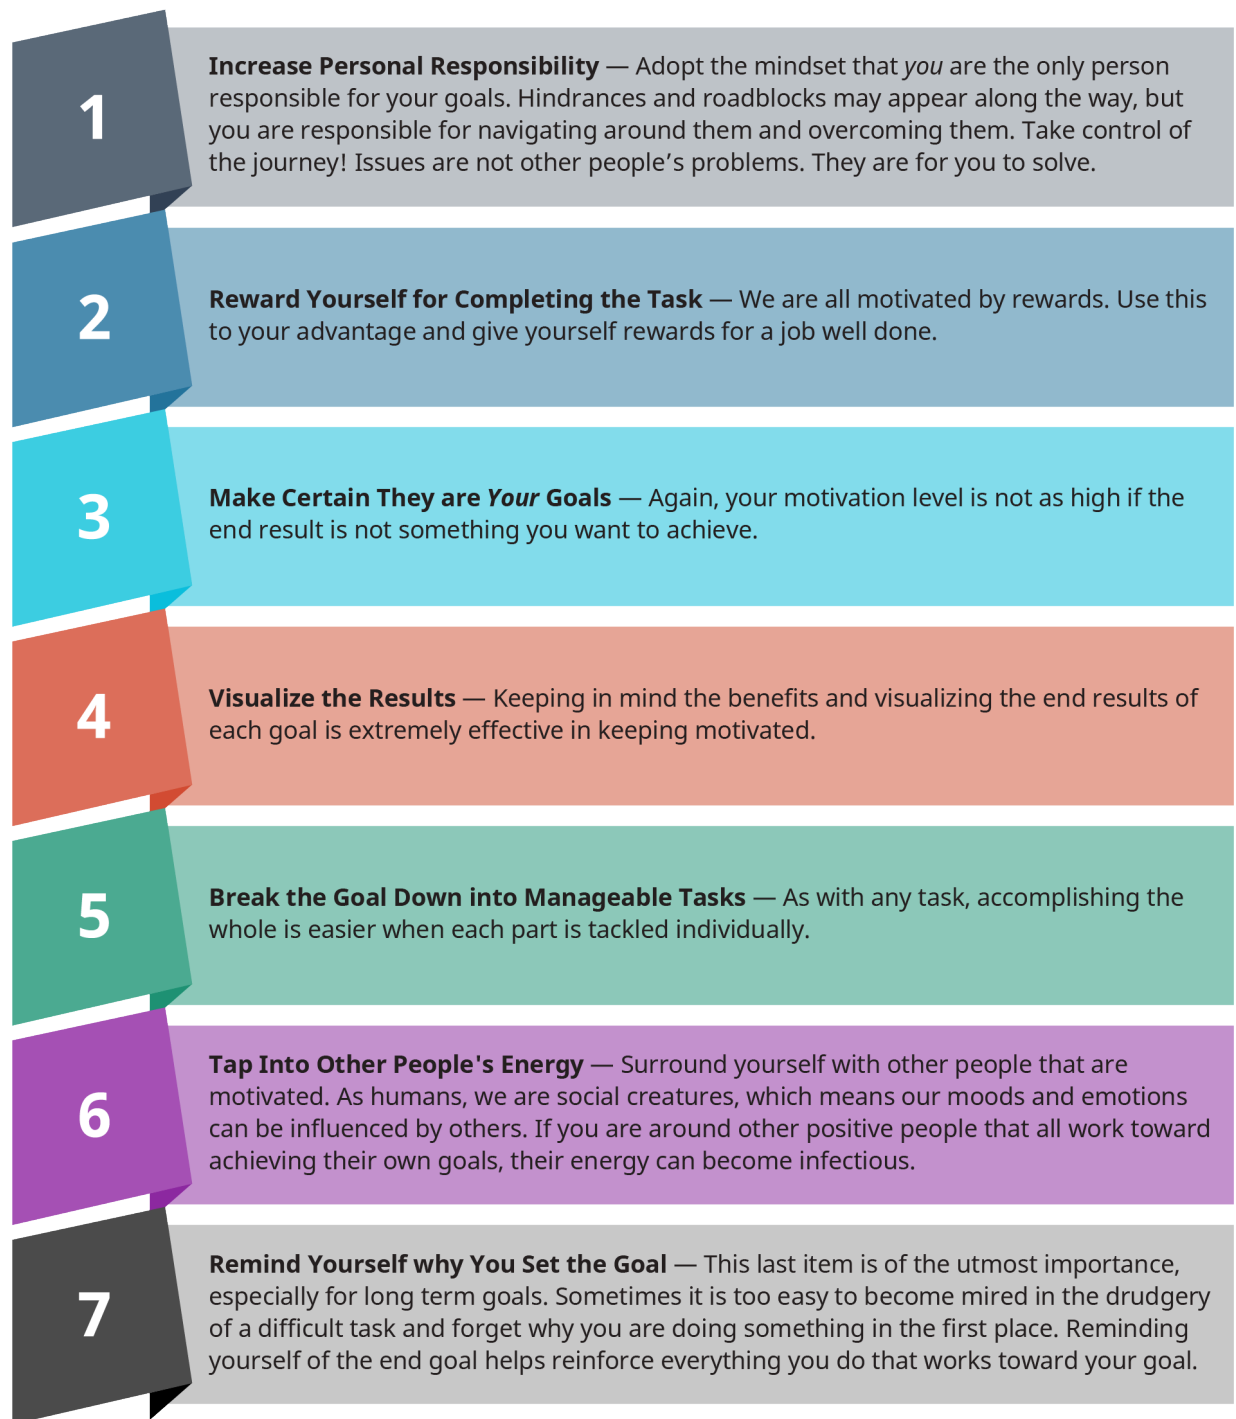 1
Increase Personal Responsibility — Adopt the mindset that you are the only person
responsible for your goals. Hindrances and roadblocks may appear along the way, but
you are responsible for navigating around them and overcoming them. Take control of
the journey! Issues are not other people’s problems. They are for you to solve.
2
Reward Yourself for Completing the Task — We are all motivated by rewards. Use this
to your advantage and give yourself rewards for a job well done.
3
Make Certain They are Your Goals — Again, your motivation level is not as high if the
end result is not something you want to achieve.
4
Visualize the Results — Keeping in mind the benefits and visualizing the end results of
each goal is extremely effective in keeping motivated.
5
Break the Goal Down into Manageable Tasks — As with any task, accomplishing the
whole is easier when each part is tackled individually.
6
Tap Into Other People's Energy — Surround yourself with other people that are
motivated. As humans, we are social creatures, which means our moods and emotions
can be influenced by others. If you are around other positive people that all work toward
achieving their own goals, their energy can become infectious.
7
Remind Yourself why You Set the Goal — This last item is of the utmost importance,
especially for long term goals. Sometimes it is too easy to become mired in the drudgery
of a difficult task and forget why you are doing something in the first place. Reminding
yourself of the end goal helps reinforce everything you do that works toward your goal.